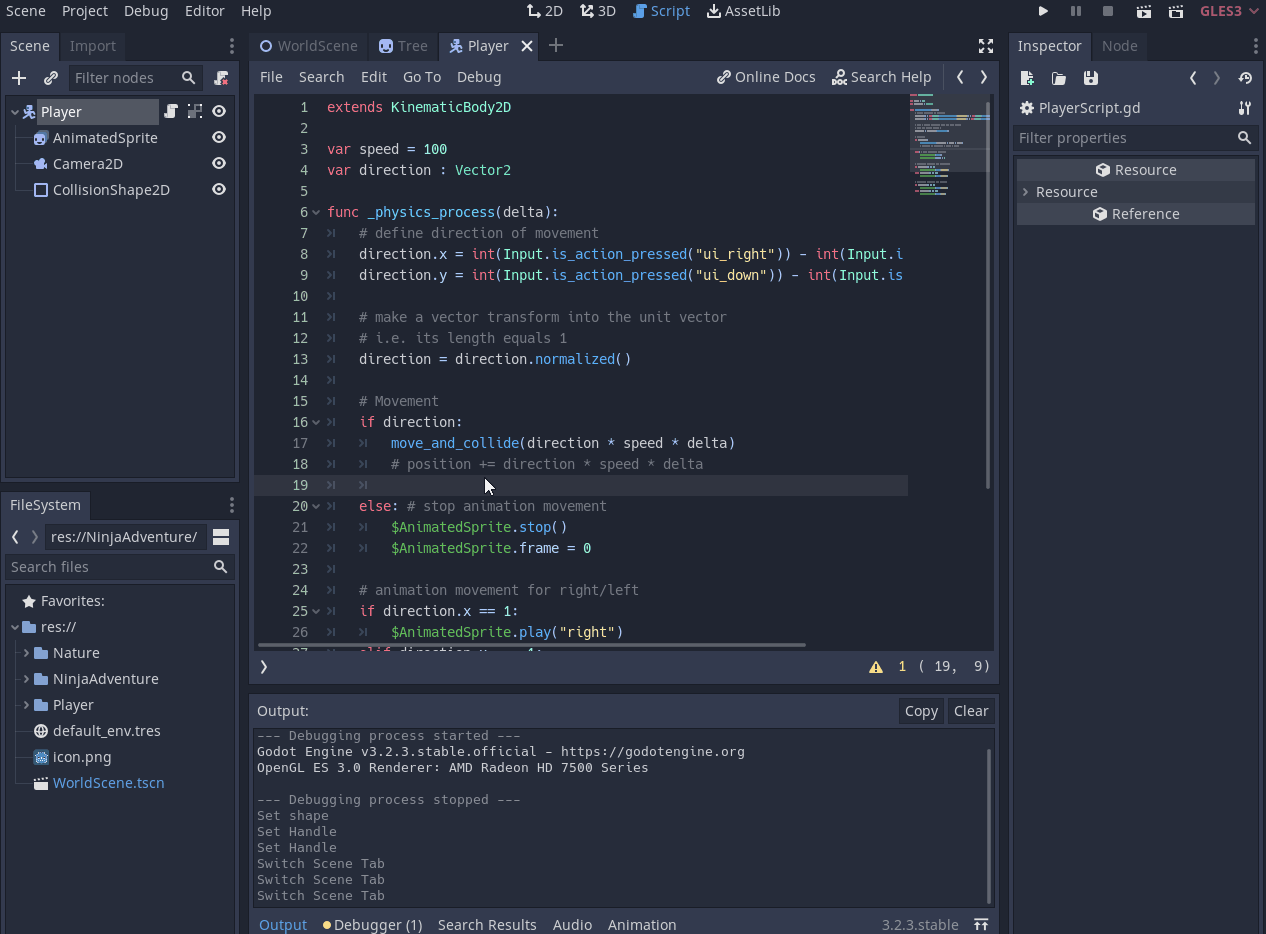 Scene Project Debug Editor Help 2D 3D Script AssetLib GLES3
Scene Import
Filter nodes
Player
AnimatedSprite
Camera2D
CollisionShape2D
FileSystem
res://NinjaAdventure/
Search files
Favorites:
res://
Nature
NinjaAdventure
Player
default_env.tres
icon.png
WorldScene.tscn
WorldScene Tree Player
File Search Edit Go To Debug Online Docs Search Help
1 extends KinematicBody2D
2
3 var speed = 100
4 var direction : Vector2
5
6 func _physics_process(delta):
7 # define direction of movement
8 direction.x = int(Input.is_action_pressed("ui_right")) - int(Input.i
9 direction.y = int(Input.is_action_pressed("ui_down")) - int(Input.is
10
11 # make a vector transform into the unit vector
12 # i.e. its length equals 1
13 direction = direction.normalized()
14
15 # Movement
16 if direction:
17 move_and_collide(direction * speed * delta)
18 # position += direction * speed * delta
19
20 else: # stop animation movement
21 $AnimatedSprite.stop()
22 $AnimatedSprite.frame = 0
23
24 # animation movement for right/left
25 if direction.x == 1:
26 $AnimatedSprite.play("right")
1 ( 19, 9)
Output: Copy Clear
--- Debugging process started ---
Godot Engine v3.2.3.stable.official - https://godotengine.org
OpenGL ES 3.0 Renderer: AMD Radeon HD 7500 Series
--- Debugging process stopped ---
Set shape
Set Handle
Set Handle
Switch Scene Tab
Switch Scene Tab
Switch Scene Tab
Output Debugger (1) Search Results Audio Animation 3.2.3.stable
Inspector Node
PlayerScript.gd
Filter properties
Resource
Resource
Reference